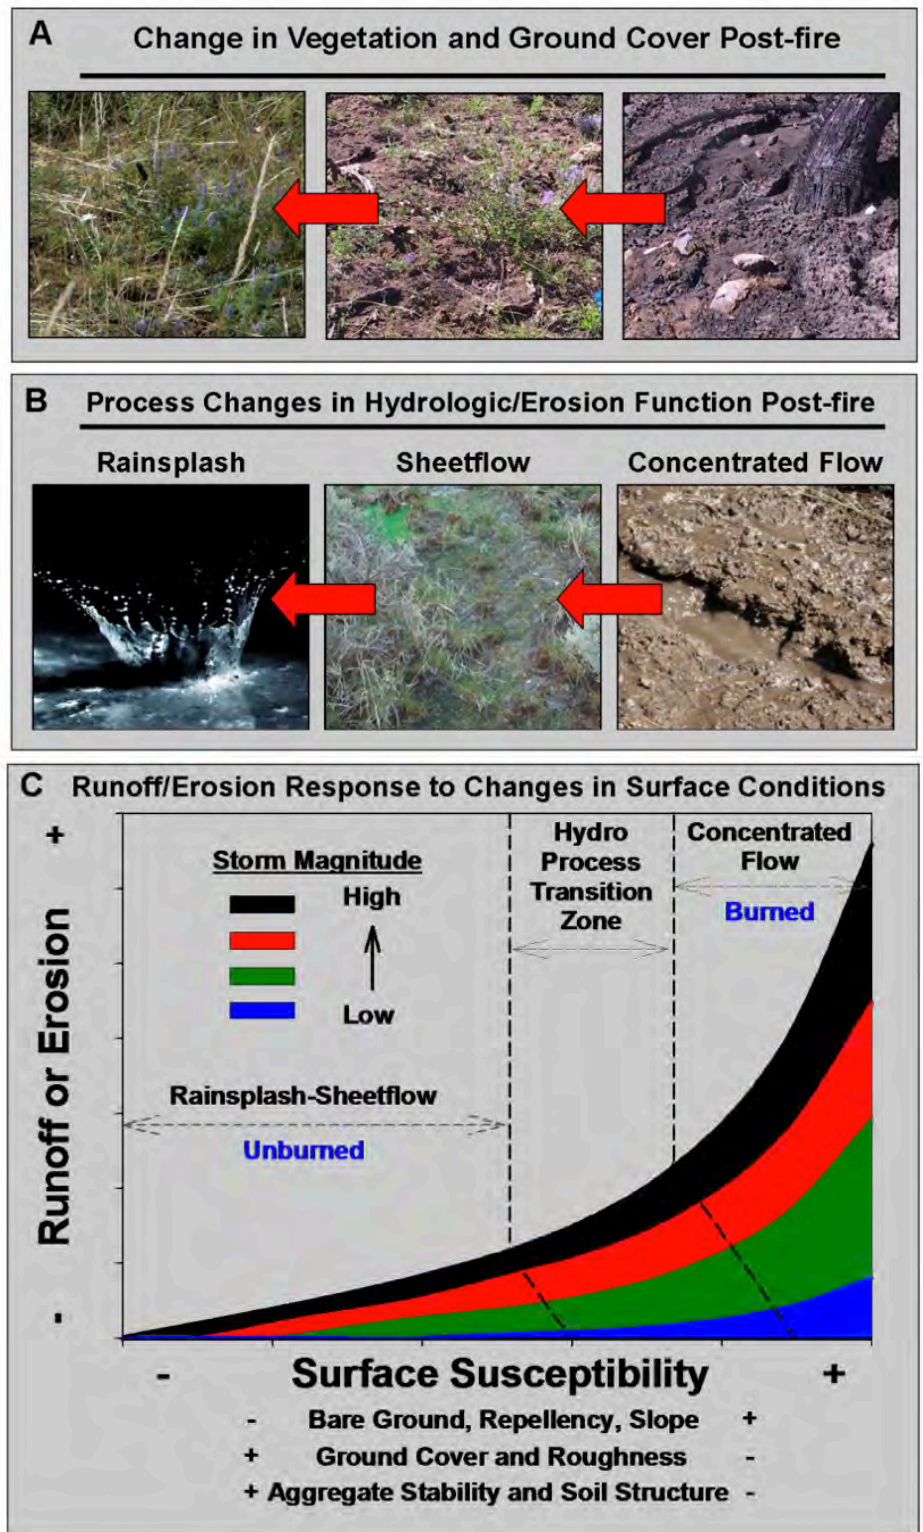 A
Change in Vegetation and Ground Cover Post-fire
B
Process Changes in Hydrologic/Erosion Function Post-fire
Rainsplash
Sheetflow
Concentrated Flow
C
Runoff/Erosion Response to Changes in Surface Conditions
+
Runoff or Erosion
-
Storm Magnitude
High
Low
Rainsplash-Sheetflow
Unburned
Hydro
Process
Transition
Zone
Concentrated
Flow
Burned
- Surface Susceptibility +
- Bare Ground, Repellency, Slope +
+ Ground Cover and Roughness -
+ Aggregate Stability and Soil Structure -